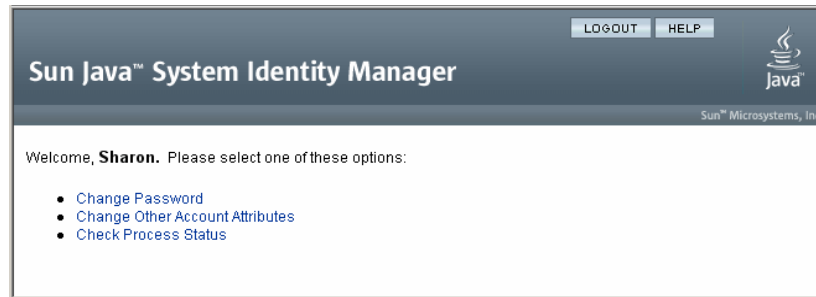 LOGOUT HELP
Sun Java™ System Identity Manager
Java™
Sun™ Microsystems, In
Welcome, Sharon. Please select one of these options:
• Change Password
• Change Other Account Attributes
• Check Process Status